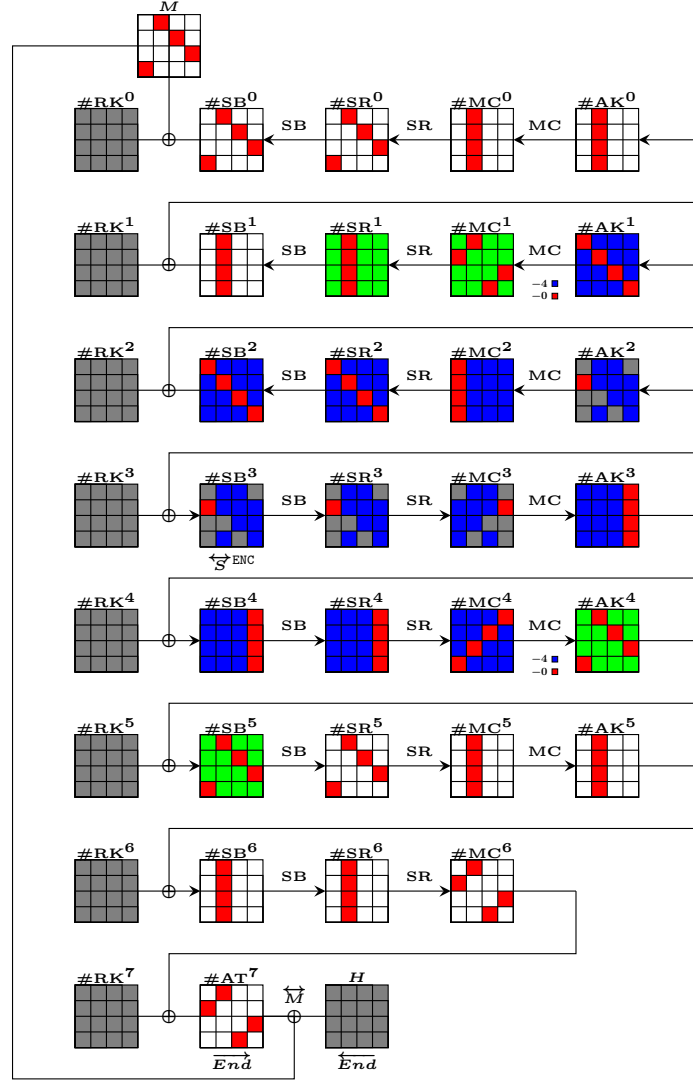 M
#RK⁰ #SB⁰ SB #SR⁰ SR #MC⁰ MC #AK⁰
#RK¹ #SB¹ SB #SR¹ SR #MC¹ MC #AK¹
−4
−0
#RK² #SB² SB #SR² SR #MC² MC #AK²
#RK³ #SB³ SB #SR³ SR #MC³ MC #AK³
S ENC
#RK⁴ #SB⁴ SB #SR⁴ SR #MC⁴ MC #AK⁴
−4
−0
#RK⁵ #SB⁵ SB #SR⁵ SR #MC⁵ MC #AK⁵
#RK⁶ #SB⁶ SB #SR⁶ SR #MC⁶
#RK⁷ #AT⁷ M H
End End